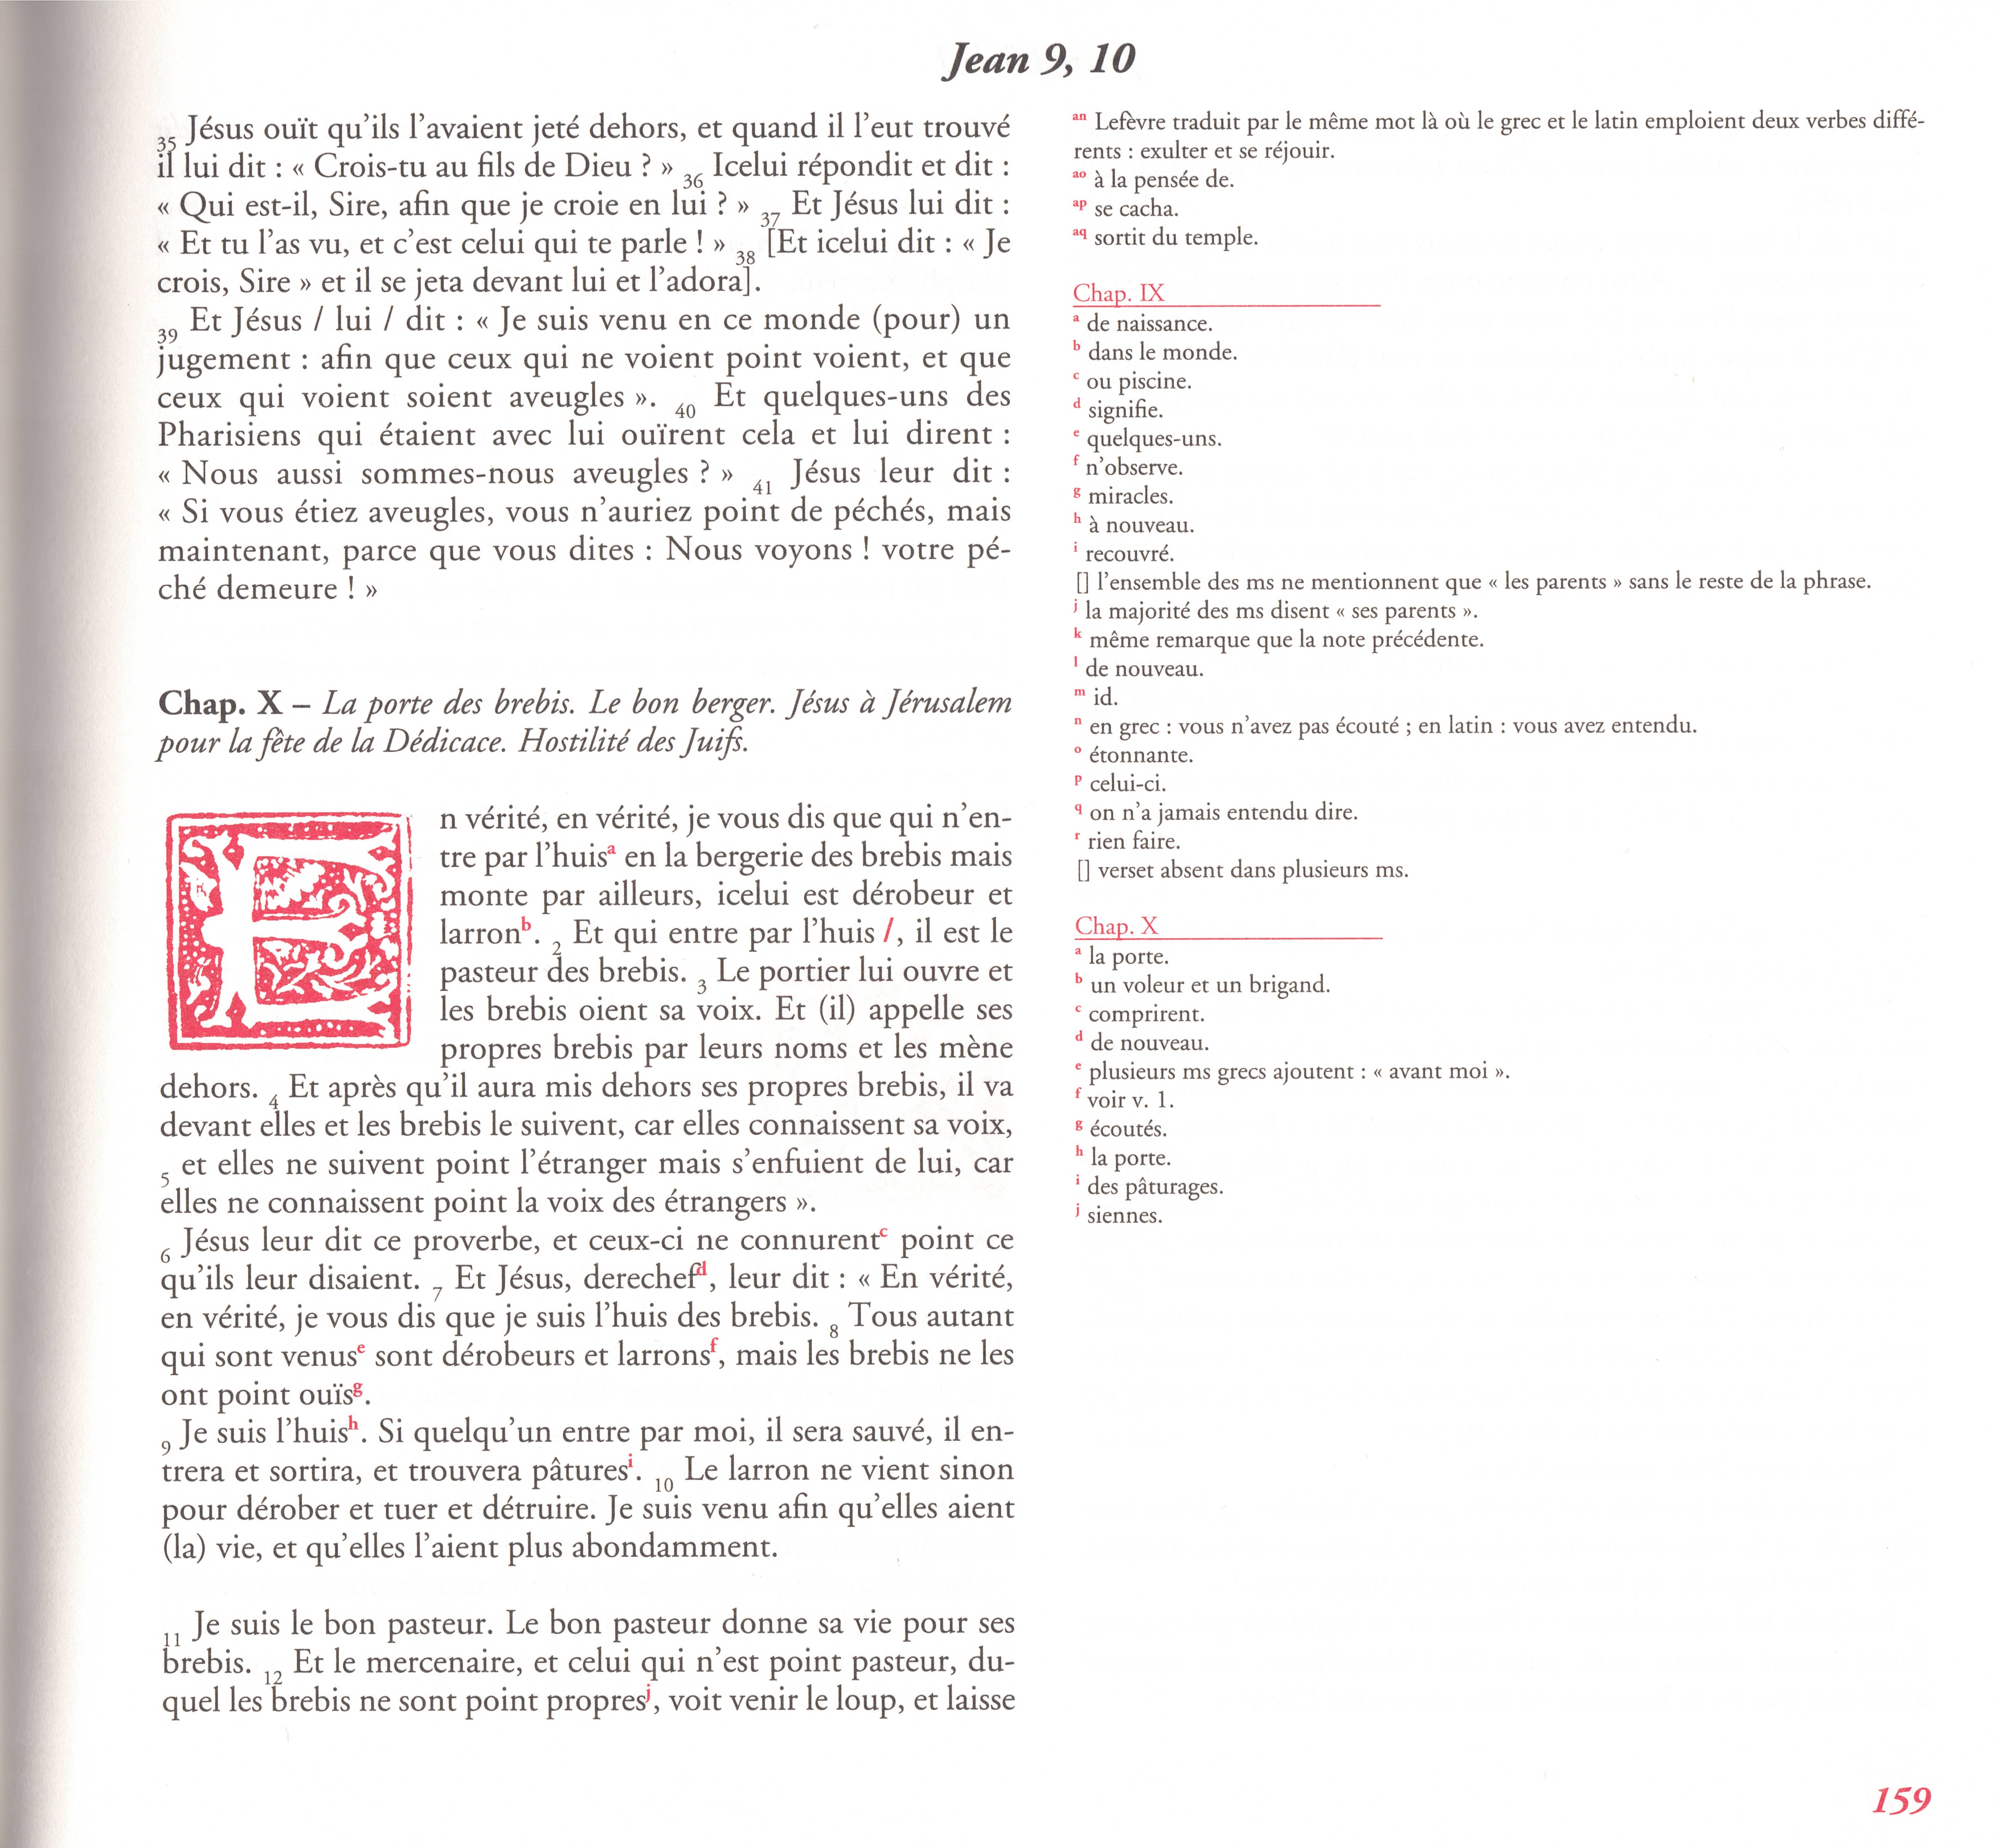 Jean 9, 10
35 Jésus ouït qu'ils l'avaient jeté dehors, et quand il l'eut trouvé
il lui dit : « Crois-tu au fils de Dieu ? » 36 Icelui répondit et dit :
« Qui est-il, Sire, afin que je croie en lui ? » 37 Et Jésus lui dit :
« Et tu l'as vu, et c'est celui qui te parle ! » 38 [Et icelui dit : « Je
crois, Sire » et il se jeta devant lui et l'adora].
39 Et Jésus / lui / dit : « Je suis venu en ce monde (pour) un
jugement : afin que ceux qui ne voient point voient, et que
ceux qui voient soient aveugles ». 40 Et quelques-uns des
Pharisiens qui étaient avec lui ouïrent cela et lui dirent :
« Nous aussi sommes-nous aveugles ? » 41 Jésus leur dit :
« Si vous étiez aveugles, vous n'auriez point de péchés, mais
maintenant, parce que vous dites : Nous voyons ! votre pé-
ché demeure ! »
Chap. X – La porte des brebis. Le bon berger. Jésus à Jérusalem
pour la fête de la Dédicace. Hostilité des Juifs.
En vérité, en vérité, je vous dis que qui n'en-
tre par l'huis a en la bergerie des brebis mais
monte par ailleurs, icelui est dérobeur et
larron b. 2 Et qui entre par l'huis /, il est le
pasteur des brebis. 3 Le portier lui ouvre et
les brebis oient sa voix. Et (il) appelle ses
propres brebis par leurs noms et les mène
dehors. 4 Et après qu'il aura mis dehors ses propres brebis, il va
devant elles et les brebis le suivent, car elles connaissent sa voix,
5 et elles ne suivent point l'étranger mais s'enfuient de lui, car
elles ne connaissent point la voix des étrangers ».
6 Jésus leur dit ce proverbe, et ceux-ci ne connurent c point ce
qu'ils leur disaient. 7 Et Jésus, derechef d, leur dit : « En vérité,
en vérité, je vous dis que je suis l'huis des brebis. 8 Tous autant
qui sont venus e sont dérobeurs et larrons f, mais les brebis ne les
ont point ouïs g.
9 Je suis l'huis h. Si quelqu'un entre par moi, il sera sauvé, il en-
trera et sortira, et trouvera pâtures i. 10 Le larron ne vient sinon
pour dérober et tuer et détruire. Je suis venu afin qu'elles aient
(la) vie, et qu'elles l'aient plus abondamment.
11 Je suis le bon pasteur. Le bon pasteur donne sa vie pour ses
brebis. 12 Et le mercenaire, et celui qui n'est point pasteur, du-
quel les brebis ne sont point propres j, voit venir le loup, et laisse
an Lefèvre traduit par le même mot là où le grec et le latin emploient deux verbes diffé-
rents : exulter et se réjouir.
ao à la pensée de.
ap se cacha.
aq sortit du temple.
Chap. IX
a de naissance.
b dans le monde.
c ou piscine.
d signifie.
e quelques-uns.
f n'observe.
g miracles.
h à nouveau.
i recouvré.
[] l'ensemble des ms ne mentionnent que « les parents » sans le reste de la phrase.
j la majorité des ms disent « ses parents ».
k même remarque que la note précédente.
l de nouveau.
m id.
n en grec : vous n'avez pas écouté ; en latin : vous avez entendu.
o étonnante.
p celui-ci.
q on n'a jamais entendu dire.
r rien faire.
[] verset absent dans plusieurs ms.
Chap. X
a la porte.
b un voleur et un brigand.
c comprirent.
d de nouveau.
e plusieurs ms grecs ajoutent : « avant moi ».
f voir v. 1.
g écoutés.
h la porte.
i des pâturages.
j siennes.
159